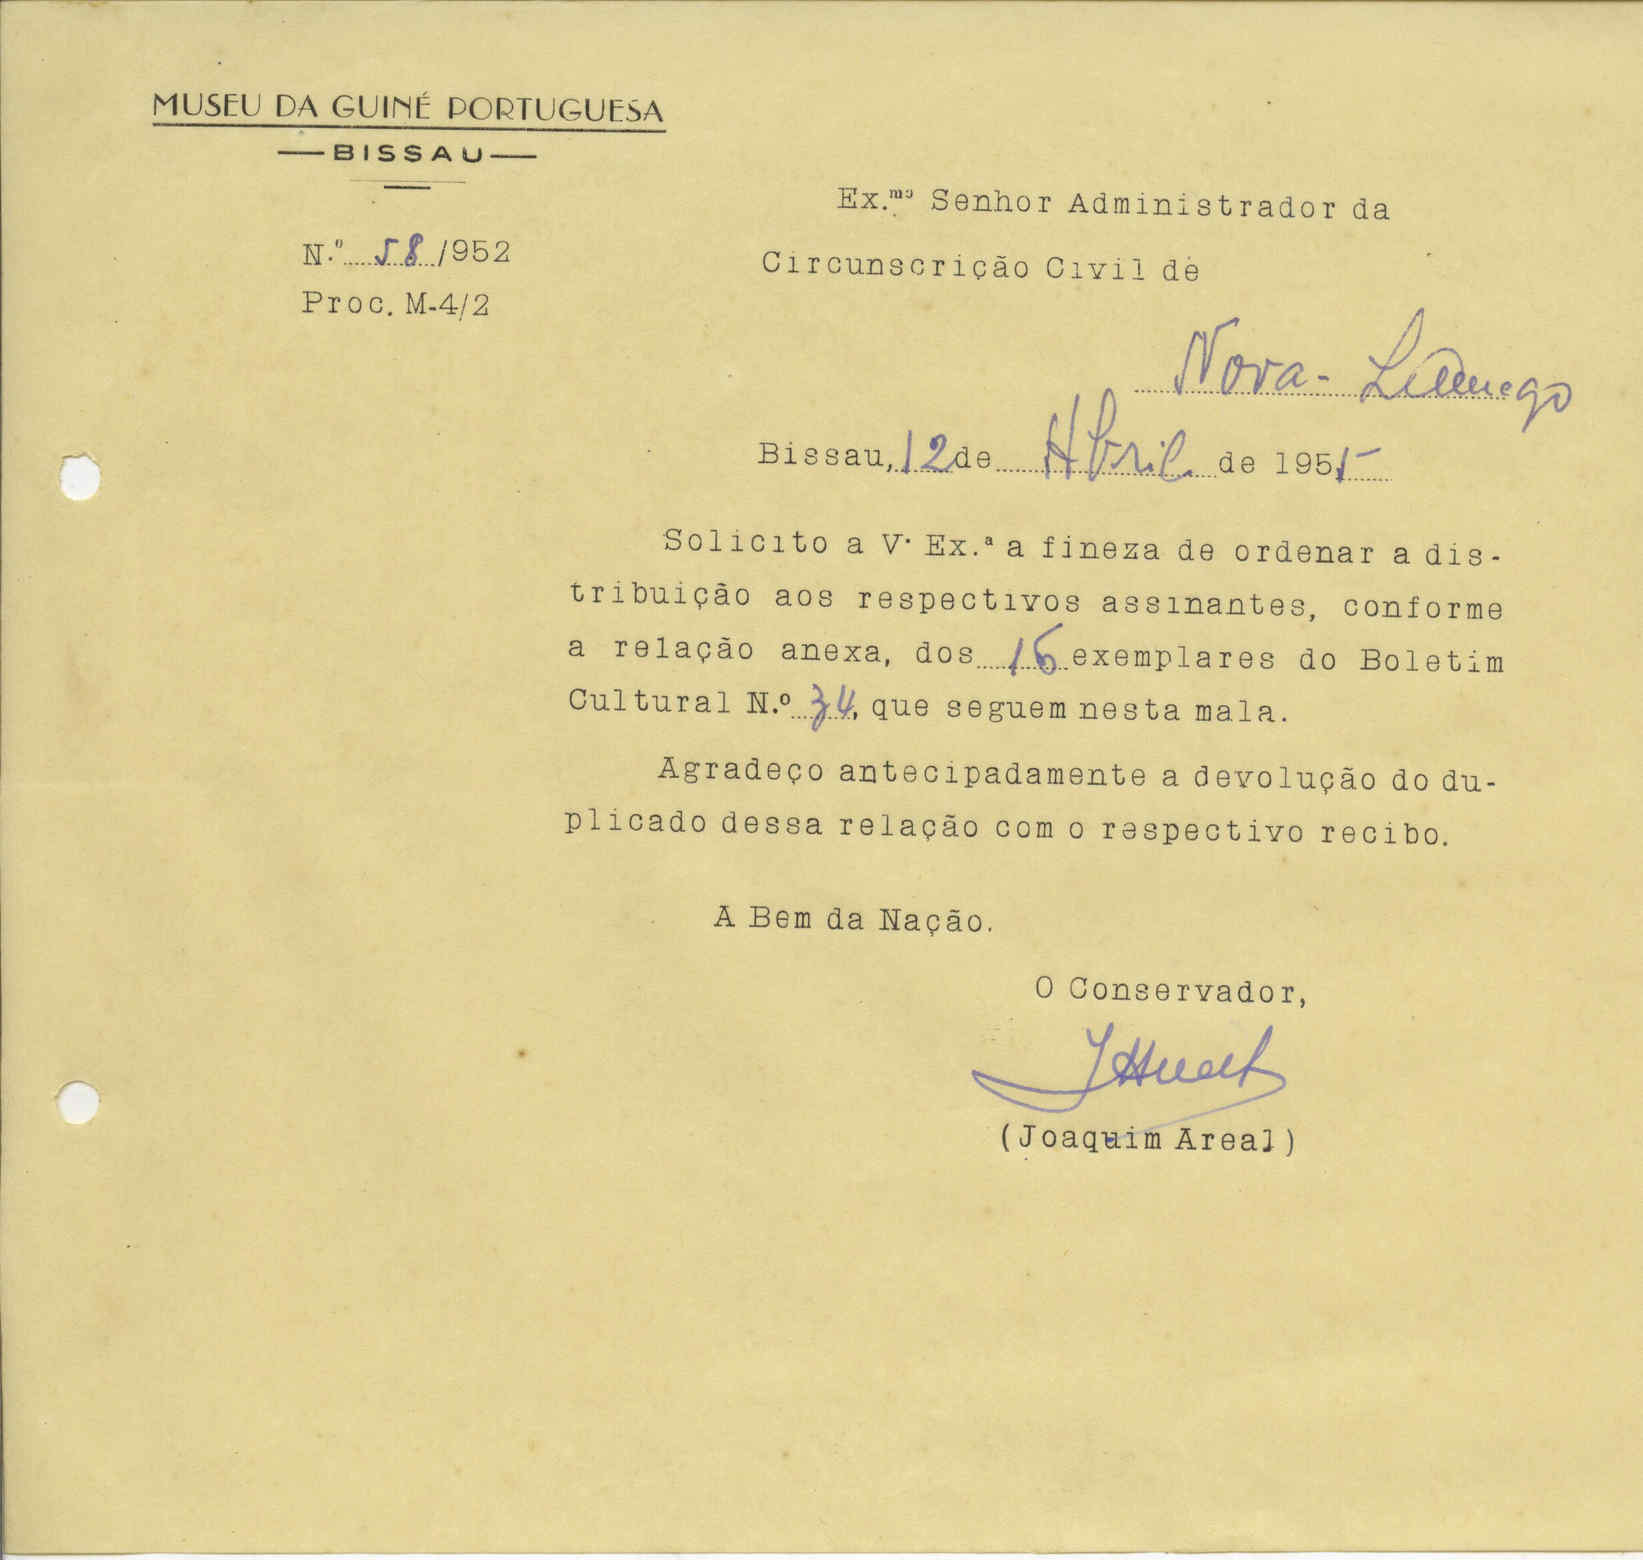 MUSEU DA GUINÉ PORTUGUESA
BISSAU
N.º 58/952
Proc. M-4/2
Ex.mo Senhor Administrador da
Circunscrição Civil de
Nova-Lamego
Bissau, 12 de Abril de 1955
Solicito a V. Ex.ª a fineza de ordenar a dis-
tribuição aos respectivos assinantes, conforme
a relação anexa, dos 16 exemplares do Boletim
Cultural N.º 34, que seguem nesta mala.
Agradeço antecipadamente a devolução do du-
plicado dessa relação com o respectivo recibo.
A Bem da Nação.
O Conservador,
(Joaquim Areal)